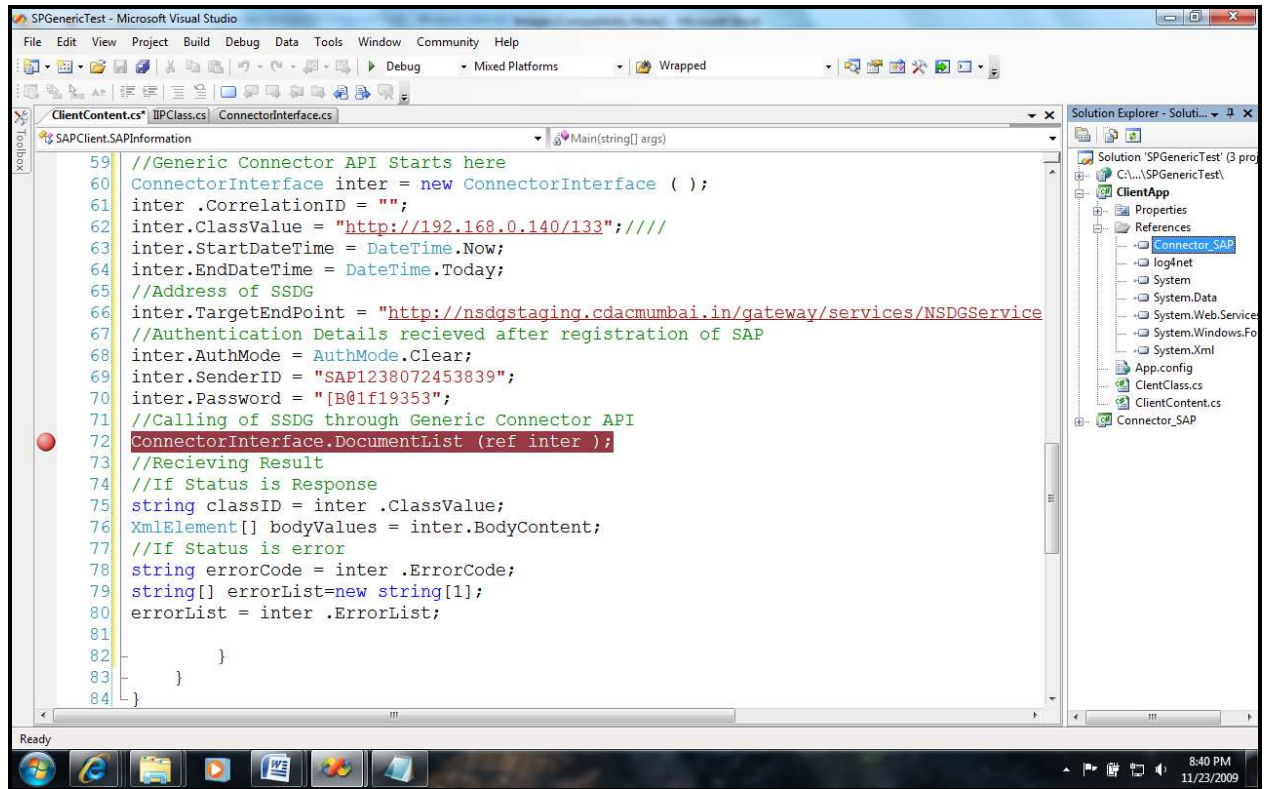 SPGenericTest - Microsoft Visual Studio
File Edit View Project Build Debug Data Tools Window Community Help
Debug Mixed Platforms Wrapped
ClientContent.cs* IIPClass.cs ConnectorInterface.cs
SAPClient.SAPInformation Main(string[] args)
Toolbox
59 //Generic Connector API Starts here
60 ConnectorInterface inter = new ConnectorInterface ( );
61 inter .CorrelationID = "";
62 inter.ClassValue = "http://192.168.0.140/133";////
63 inter.StartDateTime = DateTime.Now;
64 inter.EndDateTime = DateTime.Today;
65 //Address of SSDG
66 inter.TargetEndPoint = "http://nsdgstaging.cdacmumbai.in/gateway/services/NSDGService
67 //Authentication Details recieved after registration of SAP
68 inter.AuthMode = AuthMode.Clear;
69 inter.SenderID = "SAP1238072453839";
70 inter.Password = "[B@1f19353";
71 //Calling of SSDG through Generic Connector API
72 ConnectorInterface.DocumentList (ref inter );
73 //Recieving Result
74 //If Status is Response
75 string classID = inter .ClassValue;
76 XmlElement[] bodyValues = inter.BodyContent;
77 //If Status is error
78 string errorCode = inter .ErrorCode;
79 string[] errorList=new string[1];
80 errorList = inter .ErrorList;
81
82 }
83 }
84 }
Solution Explorer - Soluti...
Solution 'SPGenericTest' (3 proj
C:\...\SPGenericTest\
ClientApp
Properties
References
Connector_SAP
log4net
System
System.Data
System.Web.Services
System.Windows.Fo
System.Xml
App.config
ClentClass.cs
ClientContent.cs
Connector_SAP
Ready
8:40 PM
11/23/2009